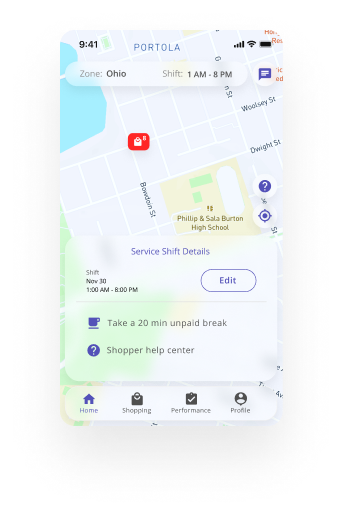 9:41
PORTOLA
Zone: Ohio
Shift: 1 AM - 8 PM
n St
Woolsey St
8
Dwight St
Bowdoin St
Phillip & Sala Burton
High School
St
Service Shift Details
Shift
Nov 30
1:00 AM - 8:00 PM
Edit
Take a 20 min unpaid break
Shopper help center
Home
Shopping
Performance
Profile